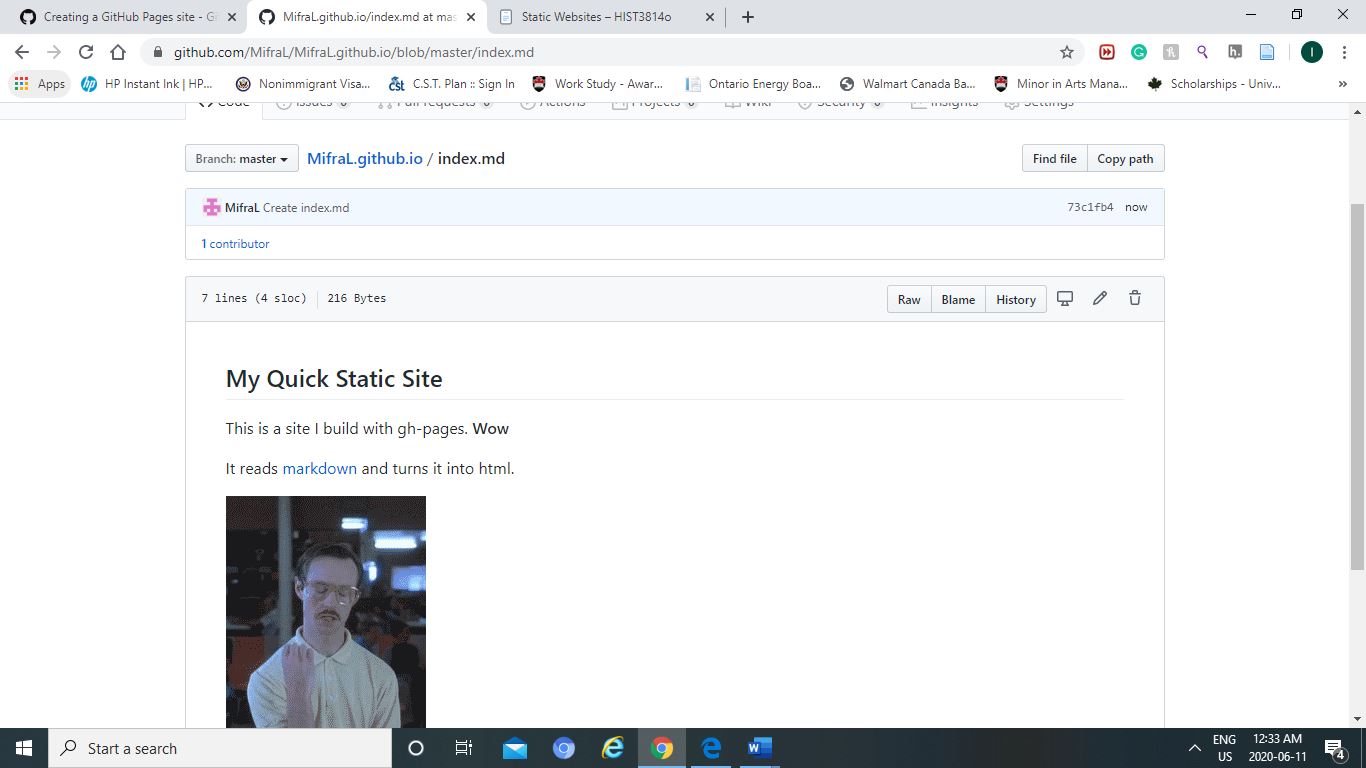 Creating a GitHub Pages site - Gi
MifraL.github.io/index.md at mas
Static Websites – HIST3814o
github.com/MifraL/MifraL.github.io/blob/master/index.md
Apps
HP Instant Ink | HP...
Nonimmigrant Visa...
C.S.T. Plan :: Sign In
Work Study - Awar...
Ontario Energy Boa...
Walmart Canada Ba...
Minor in Arts Mana...
Scholarships - Univ...
»
Code Issues 0 Pull requests 0 Actions Projects 0 Wiki Security 0 Insights Settings
Branch: master
MifraL.github.io / index.md
Find file
Copy path
MifraL Create index.md
73c1fb4 now
1 contributor
7 lines (4 sloc) 216 Bytes
Raw
Blame
History
My Quick Static Site
This is a site I build with gh-pages. Wow
It reads markdown and turns it into html.
Start a search
ENG
US
12:33 AM
2020-06-11
4